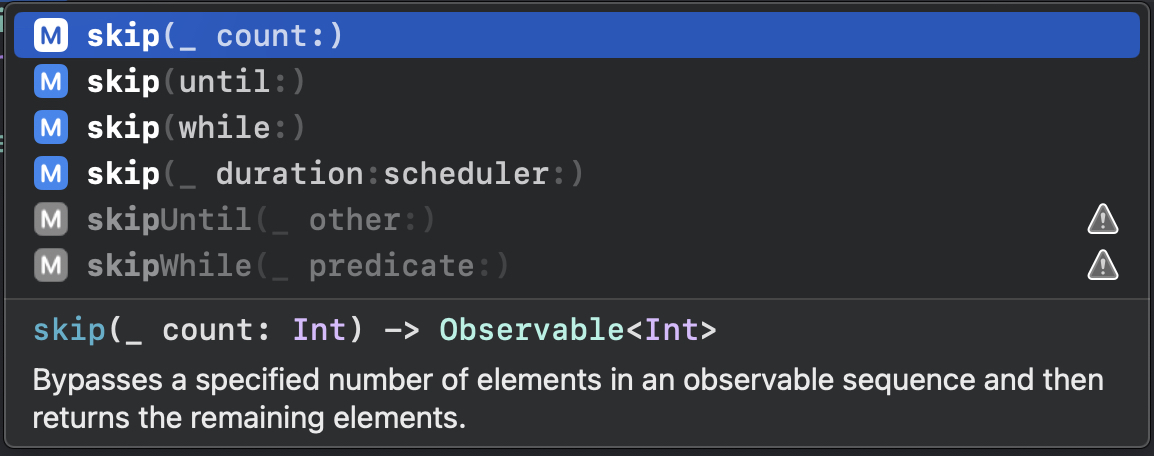 M skip(_ count:)
M skip(until:)
M skip(while:)
M skip(_ duration:scheduler:)
M skipUntil(_ other:)
M skipWhile(_ predicate:)
skip(_ count: Int) -> Observable<Int>
Bypasses a specified number of elements in an observable sequence and then
returns the remaining elements.